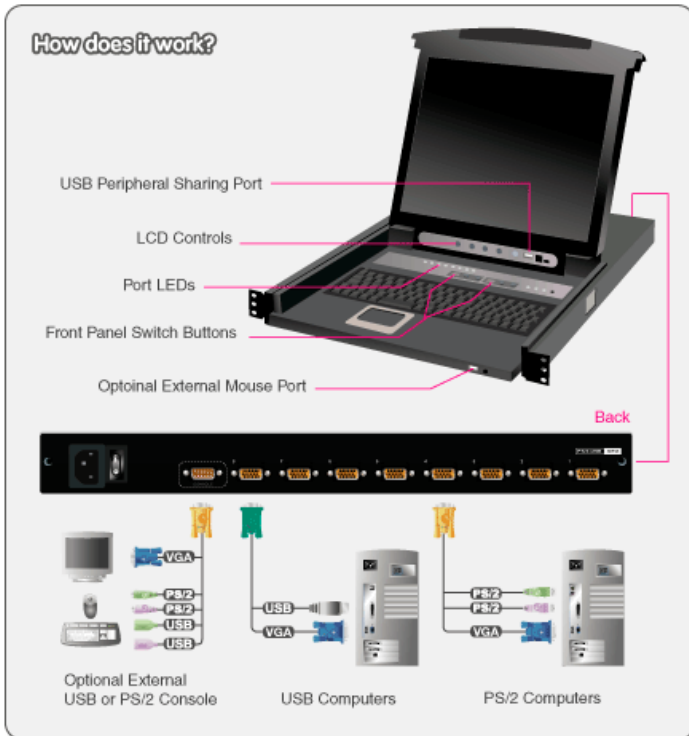 How does it work?
USB Peripheral Sharing Port
LCD Controls
Port LEDs
Front Panel Switch Buttons
Optoinal External Mouse Port
Back
VGA
PS/2
PS/2
USB
USB
USB
VGA
PS/2
PS/2
VGA
Optional External
USB or PS/2 Console
USB Computers
PS/2 Computers